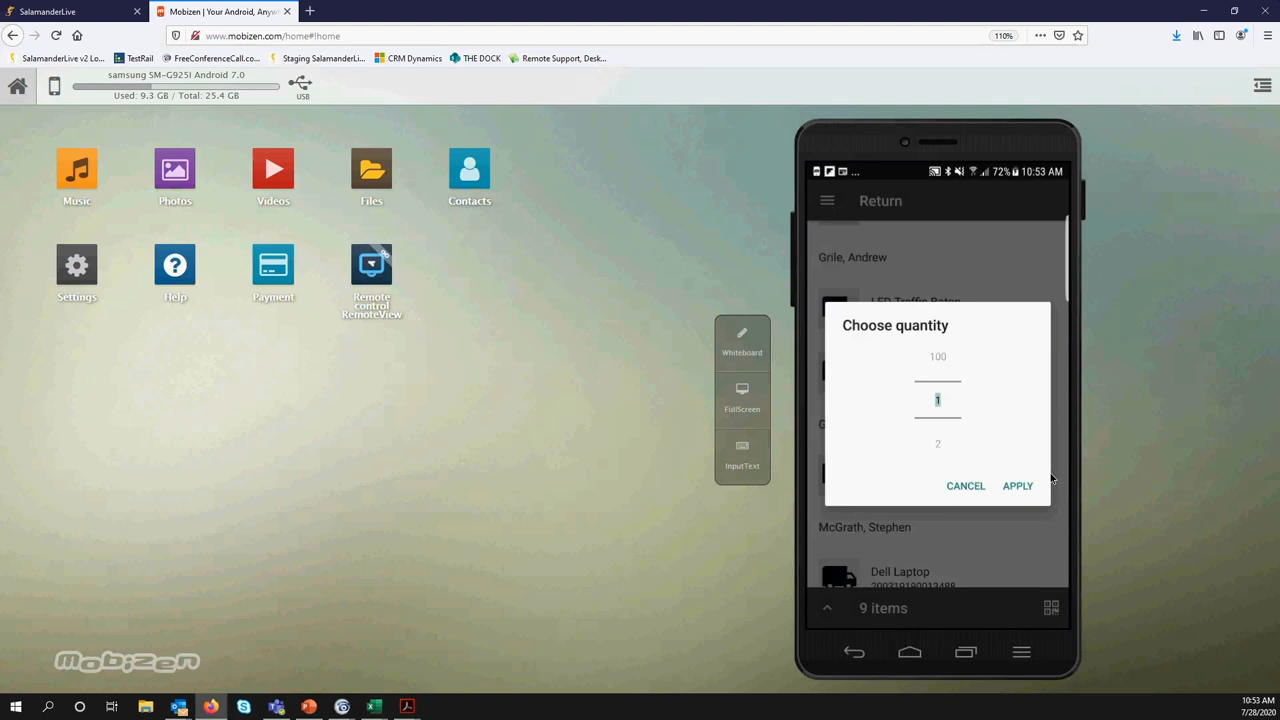 SalamanderLive
Mobizen | Your Android, Anyw
www.mobizen.com/home#!home
110%
SalamanderLive v2 Lo...
TestRail
FreeConferenceCall.co...
Staging SalamanderLi...
CRM Dynamics
THE DOCK
Remote Support, Desk...
samsung SM-G925I Android 7.0
Used: 9.3 GB / Total: 25.4 GB
USB
Music
Photos
Videos
Files
Contacts
Settings
Help
Payment
Remote
control
RemoteView
Whiteboard
FullScreen
InputText
... 72% 10:53 AM
Return
Grile, Andrew
Choose quantity
100
1
2
CANCEL
APPLY
McGrath, Stephen
Dell Laptop
9 items
mobizen
10:53 AM
7/28/2020